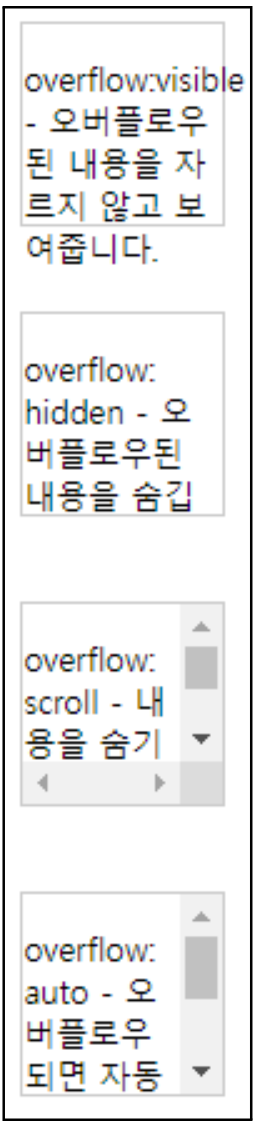 overflow:visible
- 오버플로우
된 내용을 자
르지 않고 보
여줍니다.
overflow:
hidden - 오
버플로우된
내용을 숨깁
overflow:
scroll - 내
용을 숨기
overflow:
auto - 오
버플로우
되면 자동